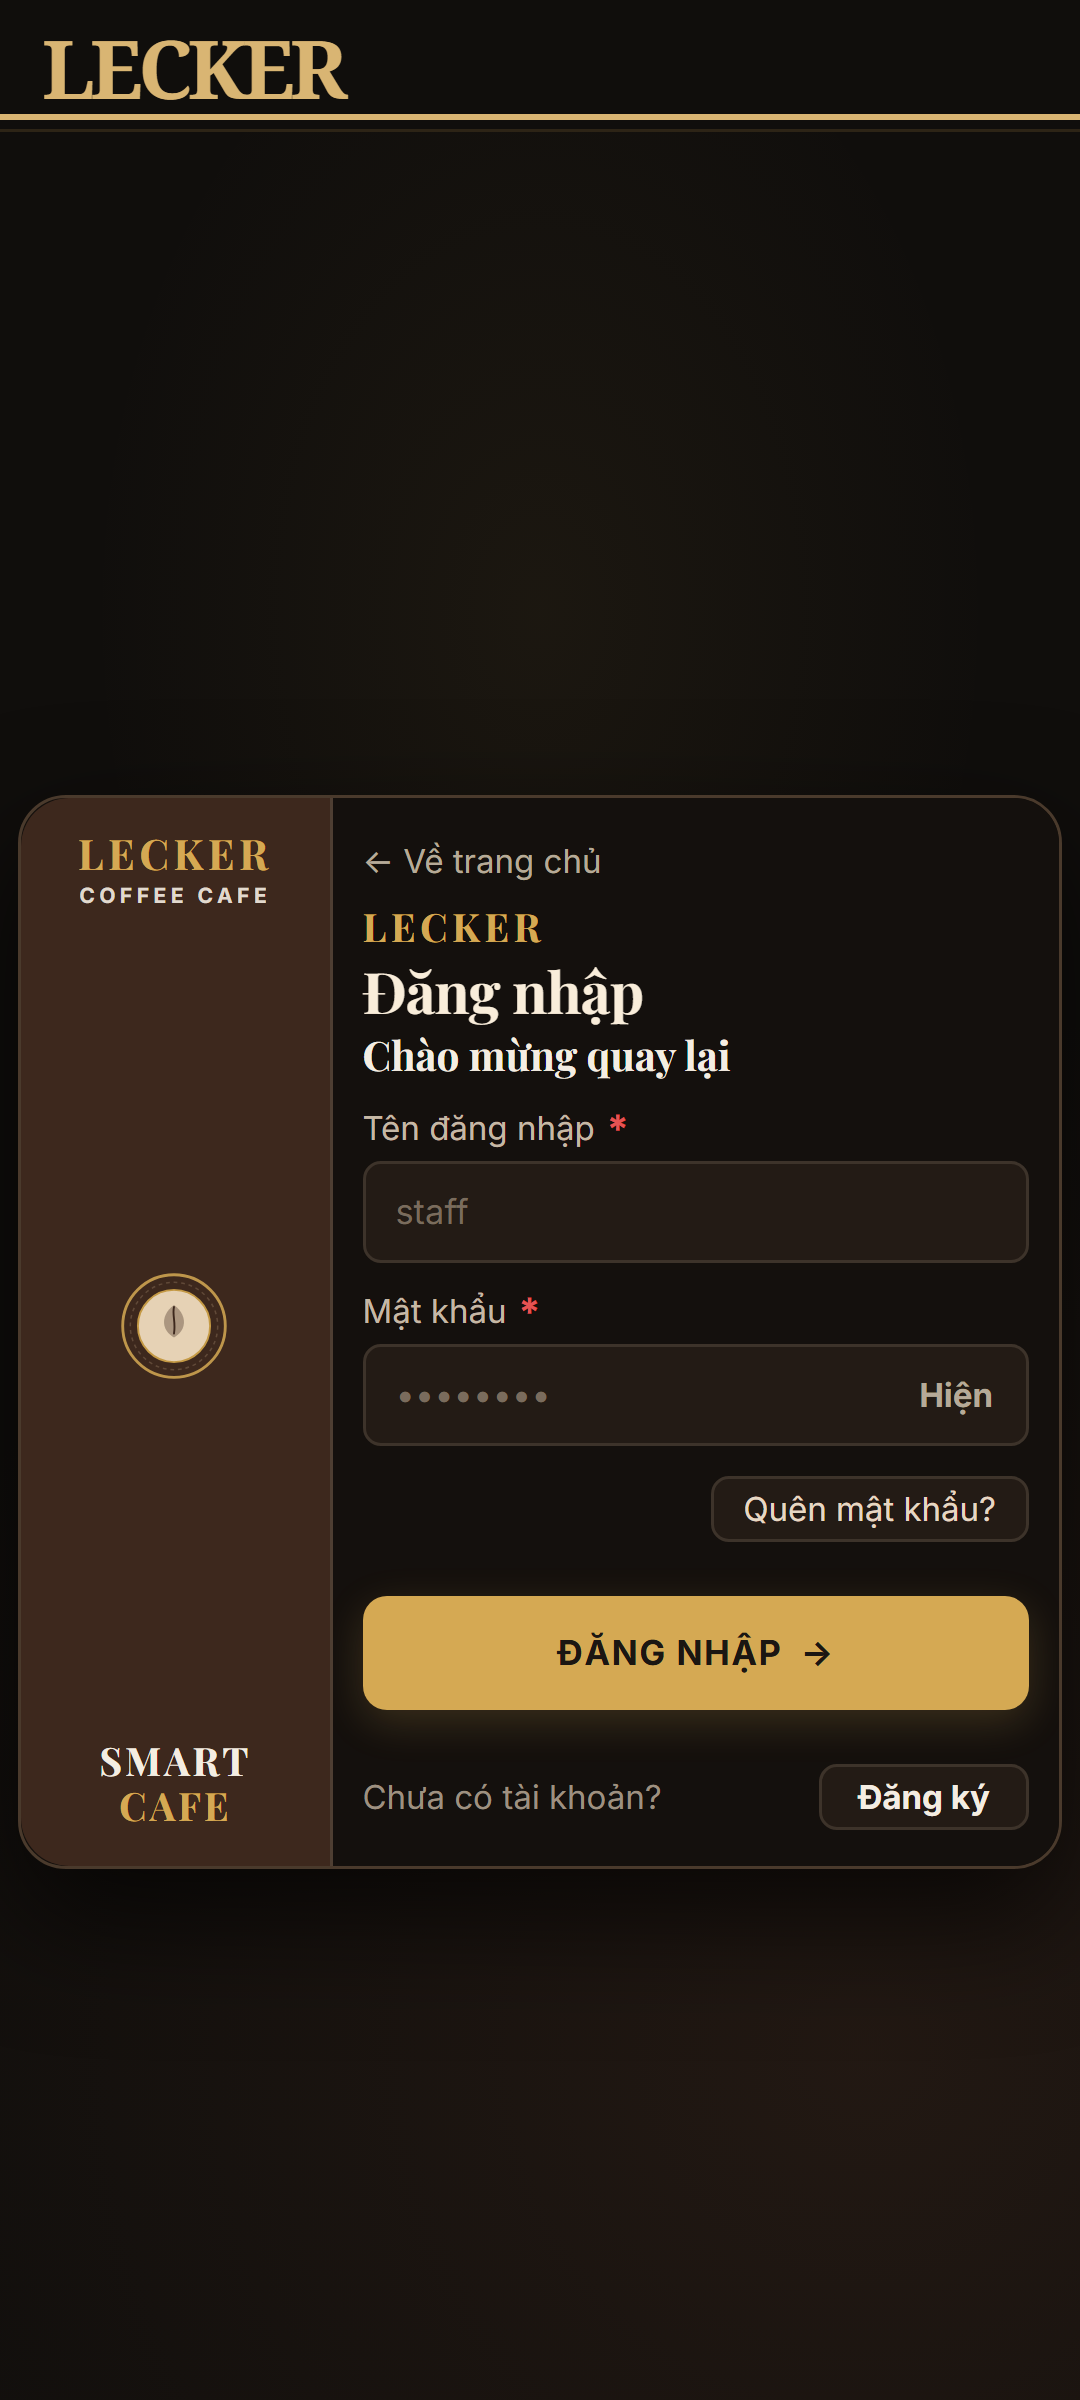 LECKER
LECKER
COFFEE CAFE
SMART
CAFE
← Về trang chủ
LECKER
Đăng nhập
Chào mừng quay lại
Tên đăng nhập *
staff
Mật khẩu *
••••••••
Hiện
Quên mật khẩu?
ĐĂNG NHẬP →
Chưa có tài khoản?
Đăng ký